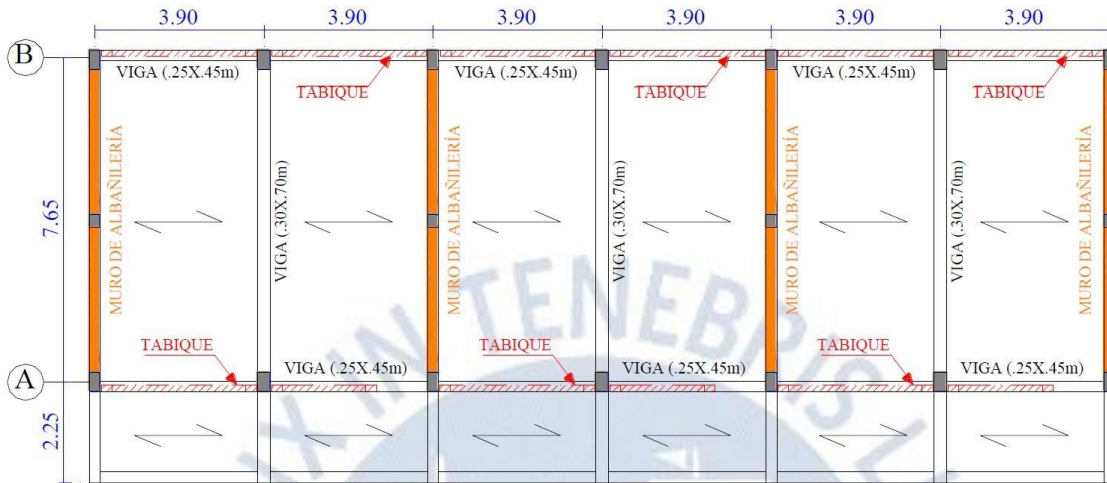 3.90 3.90 3.90 3.90 3.90 3.90
B
VIGA (.25X.45m) VIGA (.25X.45m) VIGA (.25X.45m)
TABIQUE TABIQUE TABIQUE
MURO DE ALBAÑILERÍA
VIGA (.30X.70m)
MURO DE ALBAÑILERÍA
VIGA (.30X.70m)
MURO DE ALBAÑILERÍA
VIGA (.30X.70m)
MURO DE ALBAÑILERÍA
7.65
TABIQUE TABIQUE TABIQUE
VIGA (.25X.45m) VIGA (.25X.45m) VIGA (.25X.45m)
A
2.25
X IN TENEBRIS L